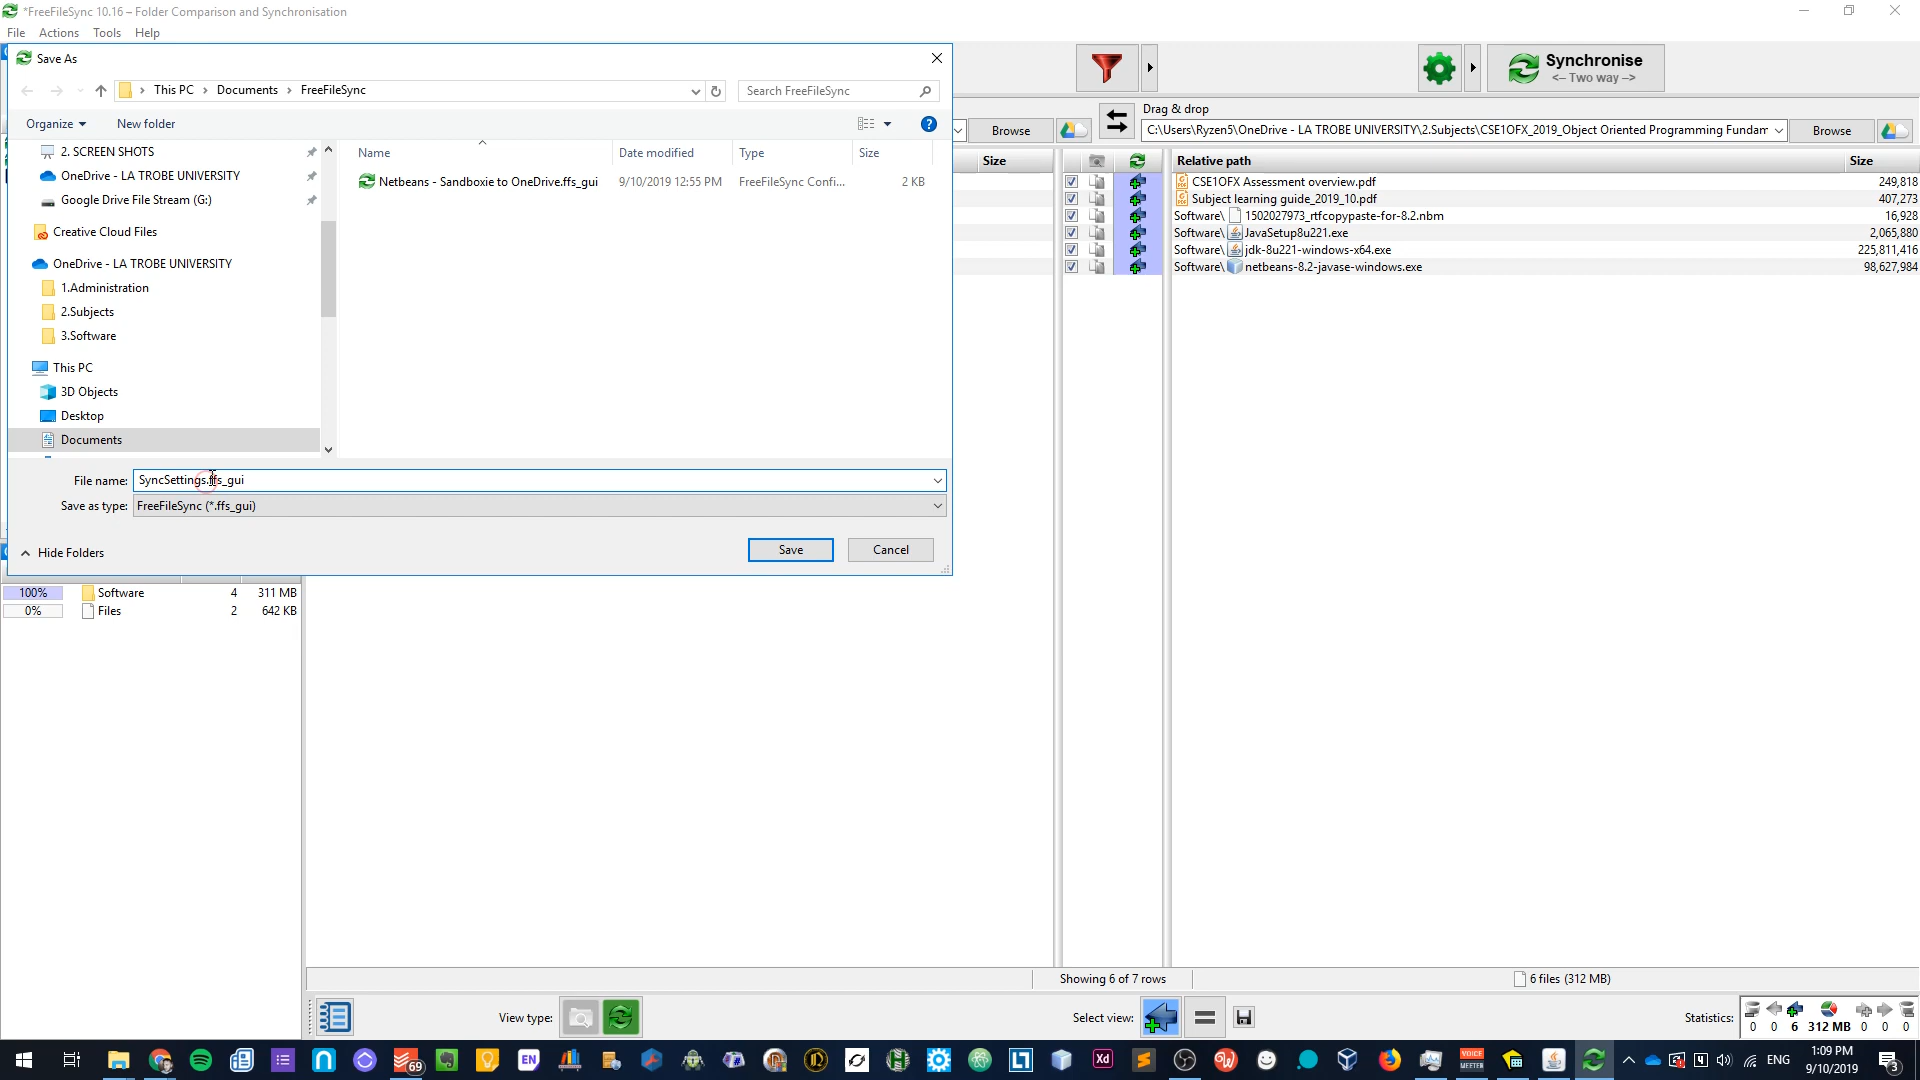 *FreeFileSync 10.16 – Folder Comparison and Synchronisation
File Actions Tools Help
Save As
This PC > Documents > FreeFileSync
Search FreeFileSync
Organize New folder
Name Date modified Type Size
Netbeans - Sandboxie to OneDrive.ffs_gui 9/10/2019 12:55 PM FreeFileSync Confi... 2 KB
2. SCREEN SHOTS
OneDrive - LA TROBE UNIVERSITY
Google Drive File Stream (G:)
Creative Cloud Files
OneDrive - LA TROBE UNIVERSITY
1.Administration
2.Subjects
3.Software
This PC
3D Objects
Desktop
Documents
File name: SyncSettings.ffs_gui
Save as type: FreeFileSync (*.ffs_gui)
Hide Folders
Save Cancel
Synchronise
<– Two way –>
Drag & drop
Browse
C:\Users\Ryzen5\OneDrive - LA TROBE UNIVERSITY\2.Subjects\CSE1OFX_2019_Object Oriented Programming Fundam
Browse
Size
Relative path Size
CSE1OFX Assessment overview.pdf 249,818
Subject learning guide_2019_10.pdf 407,273
Software\ 1502027973_rtfcopypaste-for-8.2.nbm 16,928
Software\ JavaSetup8u221.exe 2,065,880
Software\ jdk-8u221-windows-x64.exe 225,811,416
Software\ netbeans-8.2-javase-windows.exe 98,627,984
100% Software 4 311 MB
0% Files 2 642 KB
Showing 6 of 7 rows
6 files (312 MB)
View type:
Select view:
Statistics:
0 0 6 312 MB 0 0 0
69
EN
Xd
VOICE
MEETER
ENG
1:09 PM
9/10/2019
3